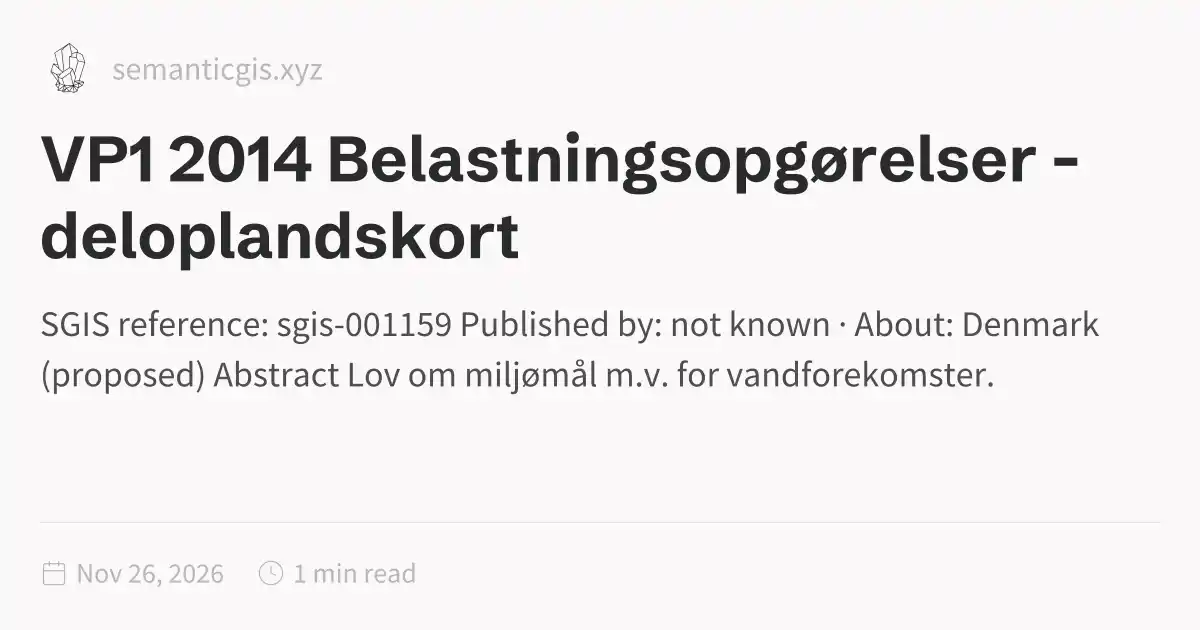 semanticgis.xyz
VP1 2014 Belastningsopgørelser -
deloplandskort
SGIS reference: sgis-001159 Published by: not known · About: Denmark
(proposed) Abstract Lov om miljømål m.v. for vandforekomster.
Nov 26, 2026 1 min read